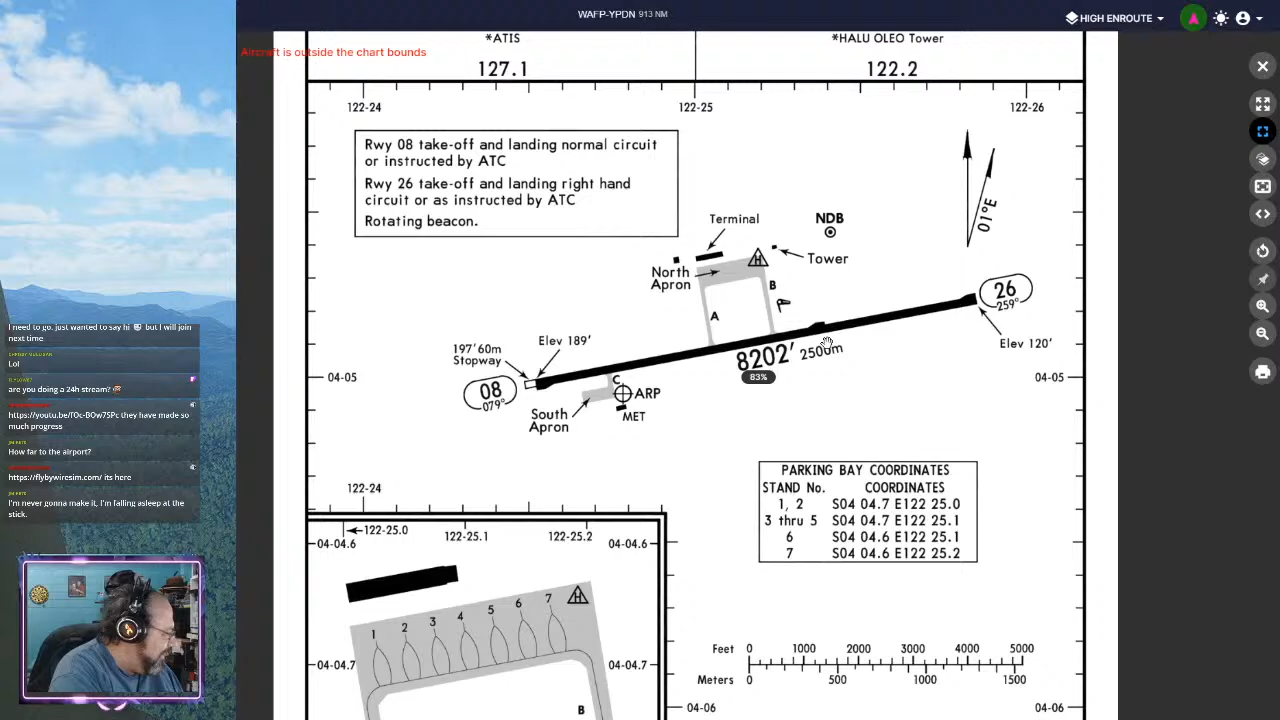 WAFP-YPDN 913 NM
HIGH ENROUTE
Aircraft is outside the chart bounds
*ATIS
127.1
*HALU OLEO Tower
122.2
122-24
122-25
122-26
Rwy 08 take-off and landing normal circuit
or instructed by ATC
Rwy 26 take-off and landing right hand
circuit or as instructed by ATC
Rotating beacon.
01°E
Terminal
NDB
H
Tower
North
Apron
B
A
26
259°
Elev 120'
Elev 189'
197'60m
Stopway
8202'
2500m
83%
08
079°
C
ARP
MET
South
Apron
04-05
04-05
122-24
PARKING BAY COORDINATES
STAND No.
COORDINATES
1, 2 S04 04.7 E122 25.0
3 thru 5 S04 04.7 E122 25.1
6 S04 04.6 E122 25.1
7 S04 04.6 E122 25.2
122-25.0
122-25.1
122-25.2
04-04.6
04-04.6
H
1 2 3 4 5 6 7
04-04.7
04-04.7
B
Feet 0 1000 2000 3000 4000 5000
Meters 0 500 1000 1500
04-06
04-06
I need to go. just wanted to say hi but I will join
next time.
Lol
are you doing a 24h stream?
https://youtu.be/TOc-BOw7SPc they have made so
much progress
How far to the airport?
https://flybywiresim.com/ its here
I'm never gonna make it, I'm falling asleep at the
stick.